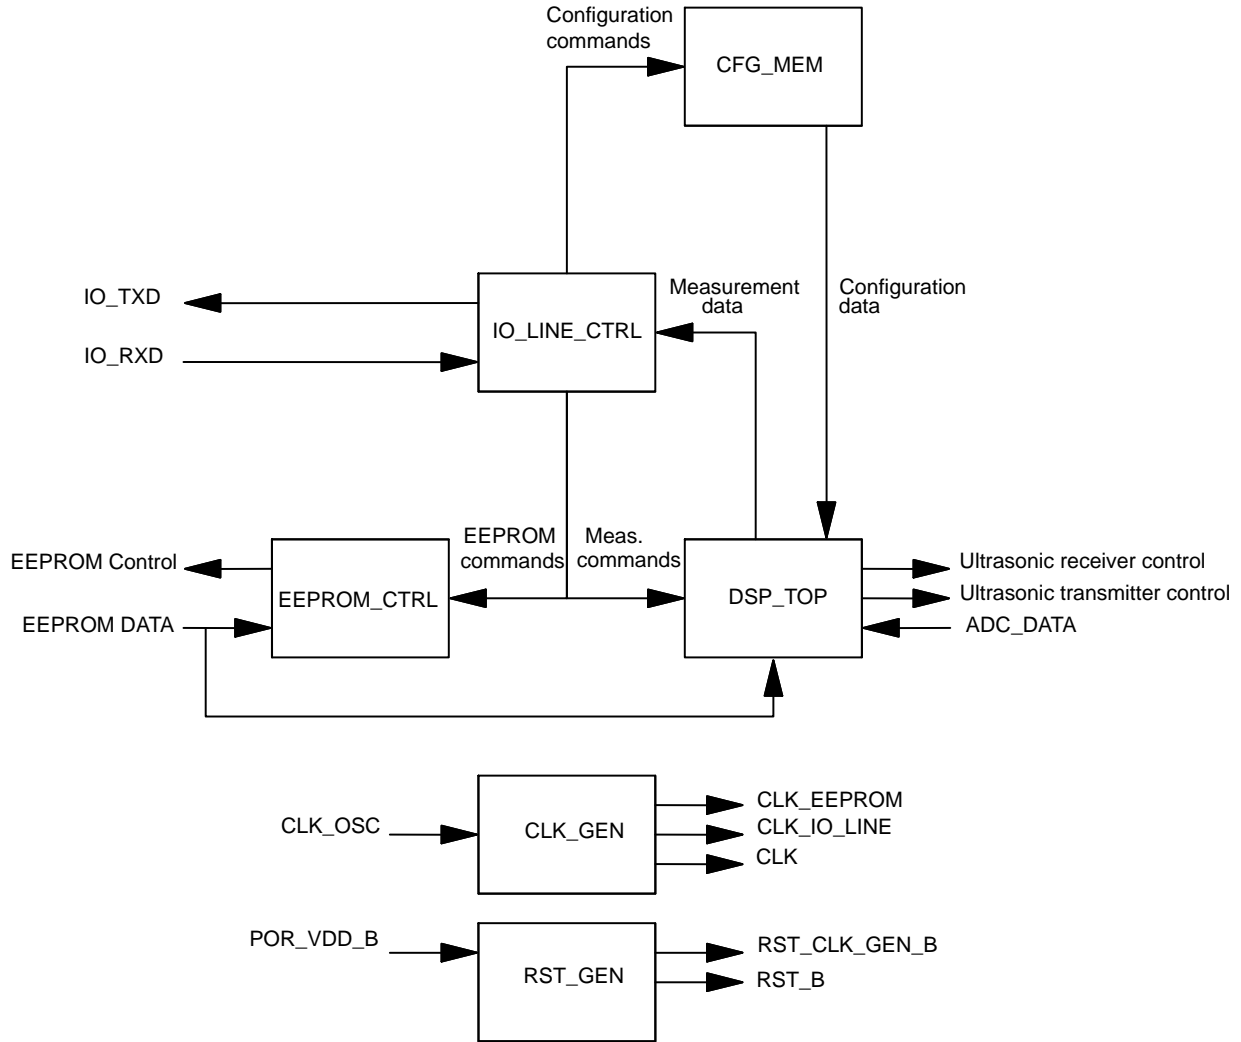 Configuration
commands
CFG_MEM
IO_TXD
IO_RXD
IO_LINE_CTRL
Measurement
data
Configuration
data
EEPROM
commands
Meas.
commands
EEPROM Control
EEPROM DATA
EEPROM_CTRL
DSP_TOP
Ultrasonic receiver control
Ultrasonic transmitter control
ADC_DATA
CLK_OSC
CLK_GEN
CLK_EEPROM
CLK_IO_LINE
CLK
POR_VDD_B
RST_GEN
RST_CLK_GEN_B
RST_B